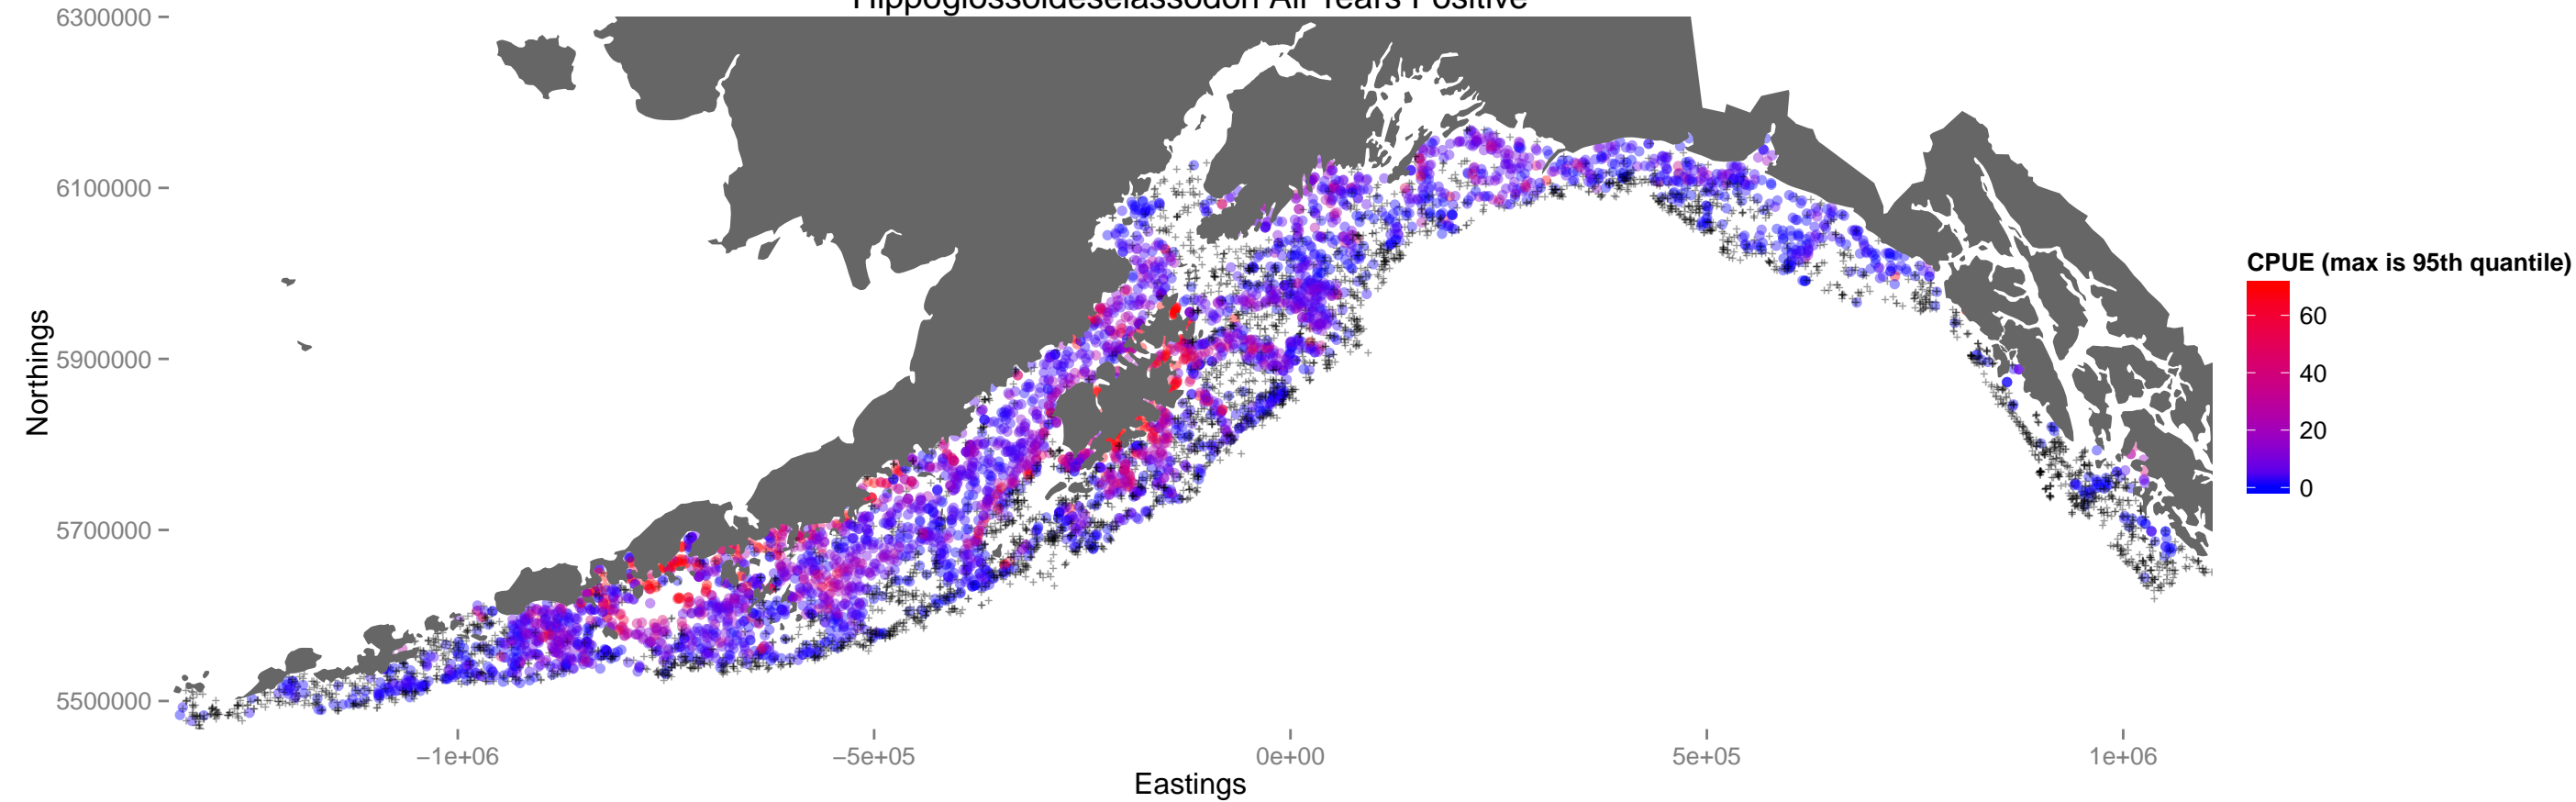 Hippoglossoideselassodon All Years Positive
6300000
6100000
5900000
5700000
5500000
Northings
−1e+06
−5e+05
0e+00
5e+05
1e+06
Eastings
CPUE (max is 95th quantile)
60
40
20
0